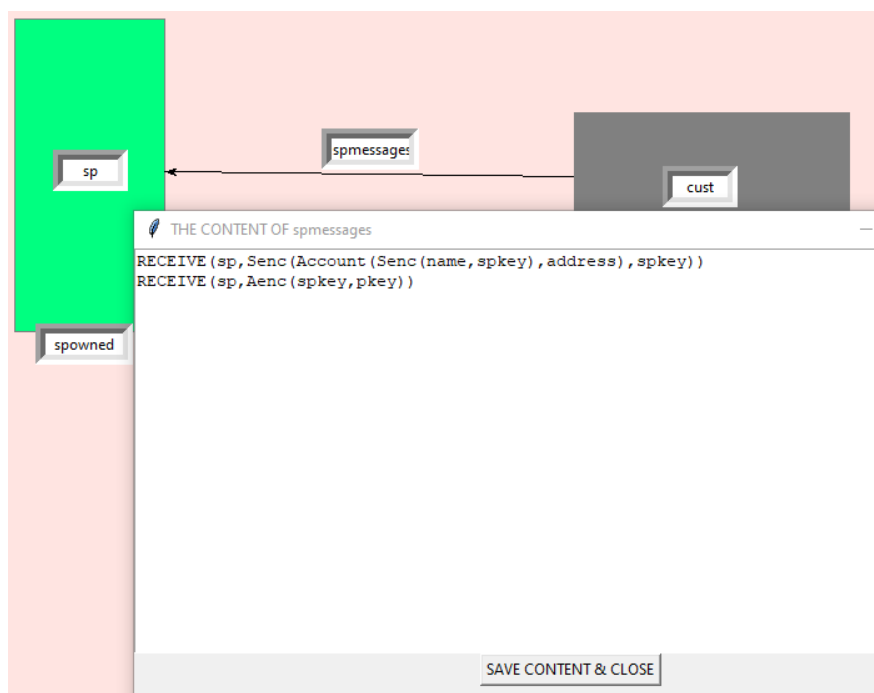 spmessages
sp
cust
THE CONTENT OF spmessages
RECEIVE(sp,Senc(Account(Senc(name,spkey),address),spkey))
RECEIVE(sp,Aenc(spkey,pkey))
spowned
SAVE CONTENT & CLOSE